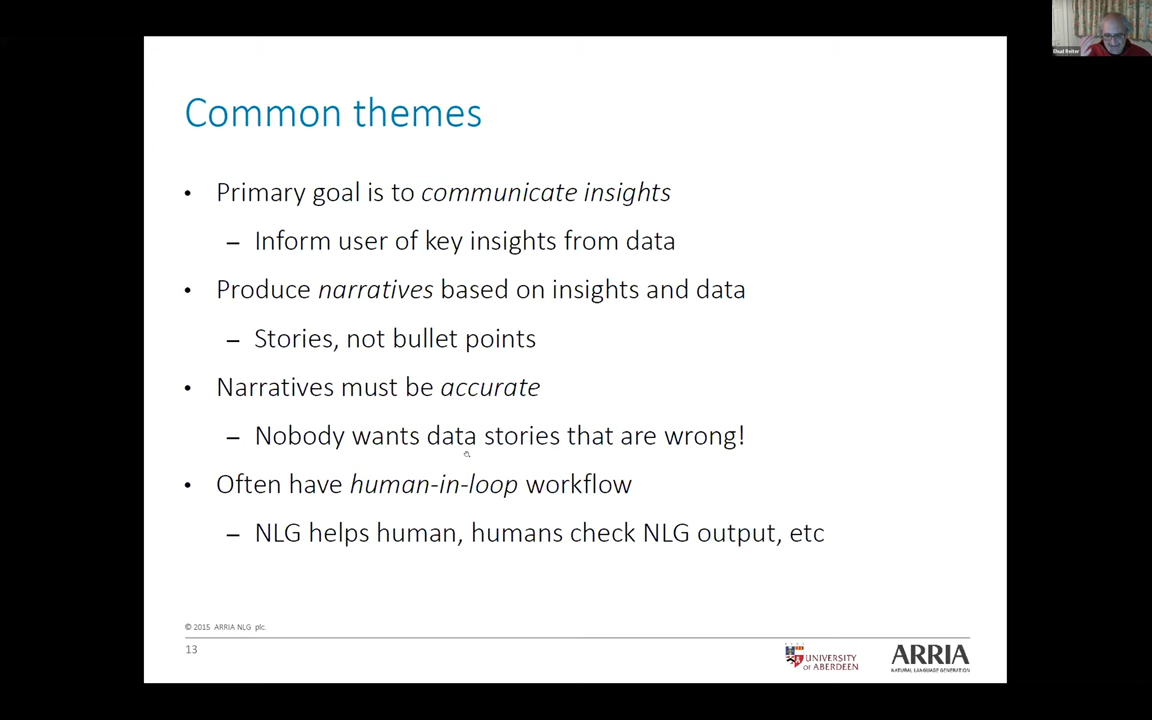 Ehud Reiter
Common themes
• Primary goal is to communicate insights
– Inform user of key insights from data
• Produce narratives based on insights and data
– Stories, not bullet points
• Narratives must be accurate
– Nobody wants data stories that are wrong!
• Often have human-in-loop workflow
– NLG helps human, humans check NLG output, etc
© 2015 ARRIA NLG plc.
13
UNIVERSITY
OF ABERDEEN
ARRIA
NATURAL LANGUAGE GENERATION